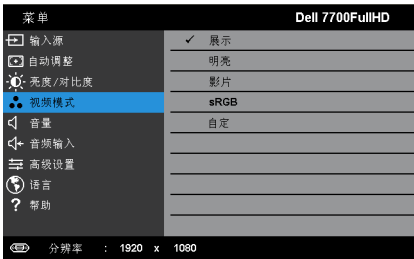 菜单 Dell 7700FullHD
输入源 ✓ 展示
自动调整 明亮
亮度/对比度 影片
视频模式 sRGB
音量 自定
音频输入
高级设置
语言
? 帮助
分辨率 : 1920 x 1080